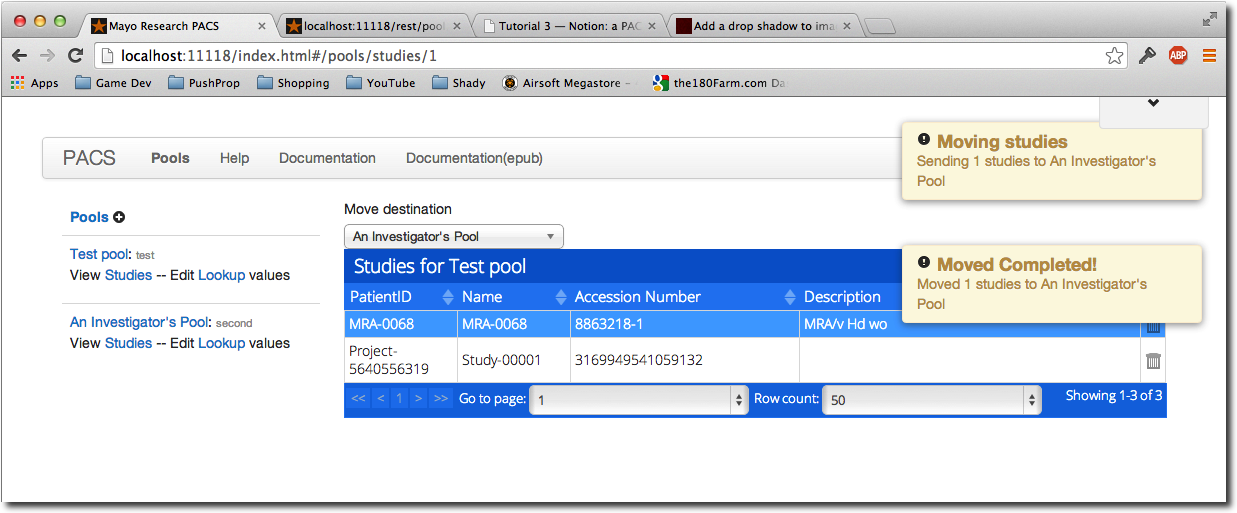 Mayo Research PACS
localhost:11118/rest/pool
Tutorial 3 — Notion: a PAC
Add a drop shadow to ima
localhost:11118/index.html#/pools/studies/1
ABP
Apps Game Dev PushProp Shopping YouTube Shady Airsoft Megastore – the180Farm.com Das
PACS Pools Help Documentation Documentation(epub)
Moving studies
Sending 1 studies to An Investigator's
Pool
Pools
Test pool: test
View Studies -- Edit Lookup values
An Investigator's Pool: second
View Studies -- Edit Lookup values
Move destination
An Investigator's Pool
Moved Completed!
Moved 1 studies to An Investigator's
Pool
Studies for Test pool
PatientID Name Accession Number Description
MRA-0068 MRA-0068 8863218-1 MRA/v Hd wo
Project-
5640556319 Study-00001 3169949541059132
<< < 1 > >> Go to page: 1 Row count: 50 Showing 1-3 of 3